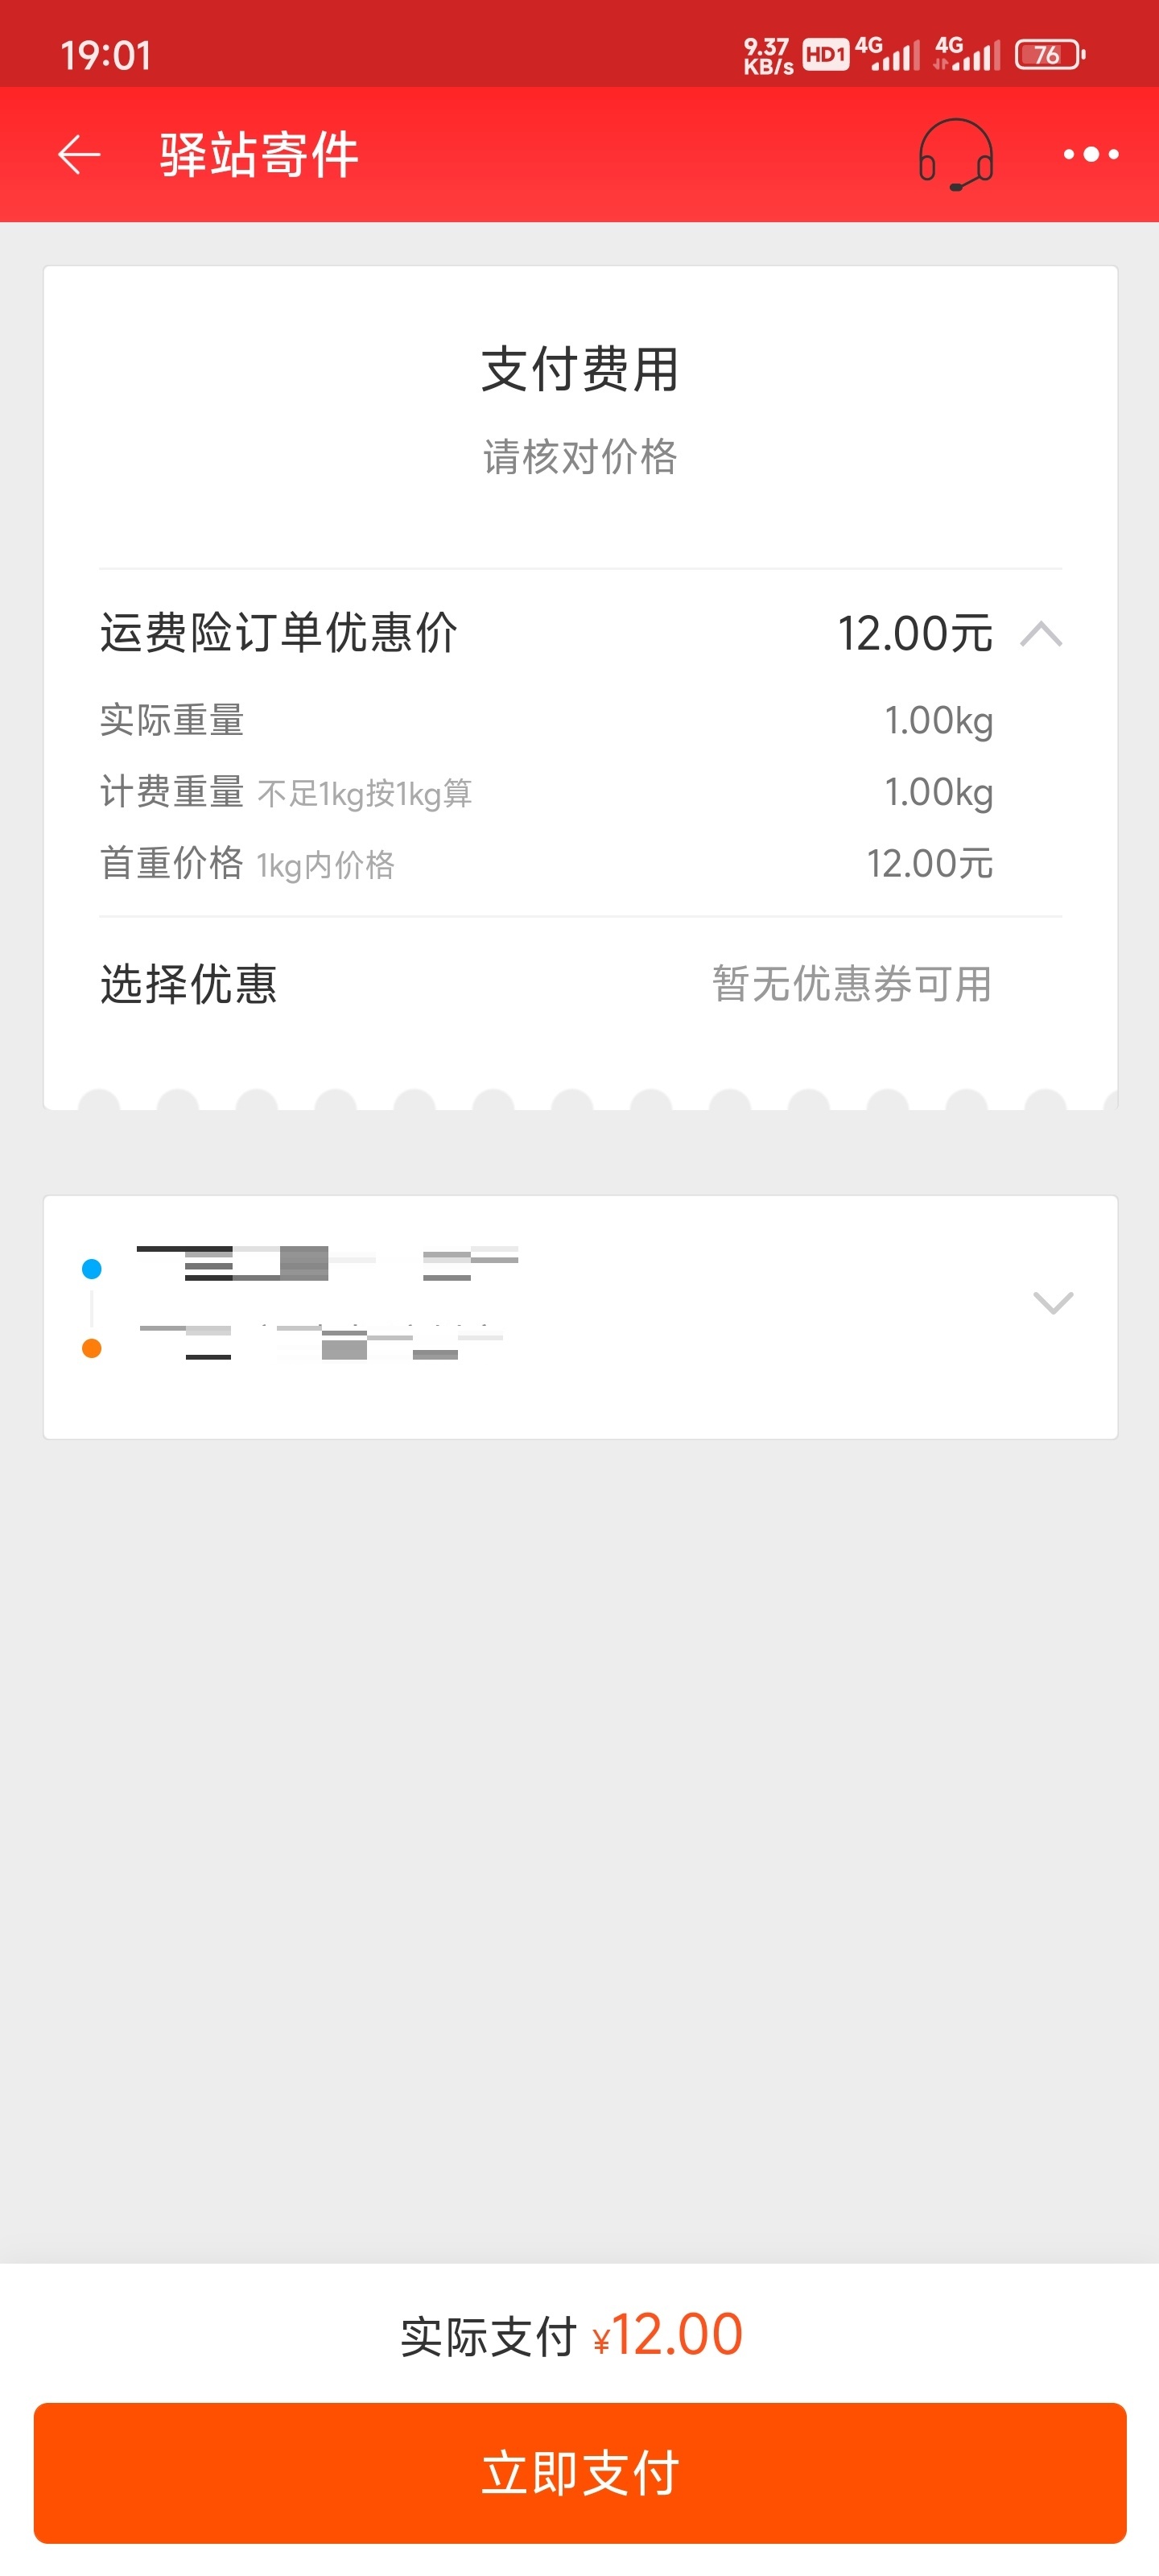 19:01 9.37 KB/s HD1 4G 4G 76
驿站寄件
支付费用
请核对价格
运费险订单优惠价 12.00元
实际重量 1.00kg
计费重量 不足1kg按1kg算 1.00kg
首重价格 1kg内价格 12.00元
选择优惠 暂无优惠券可用
实际支付 ¥12.00
立即支付